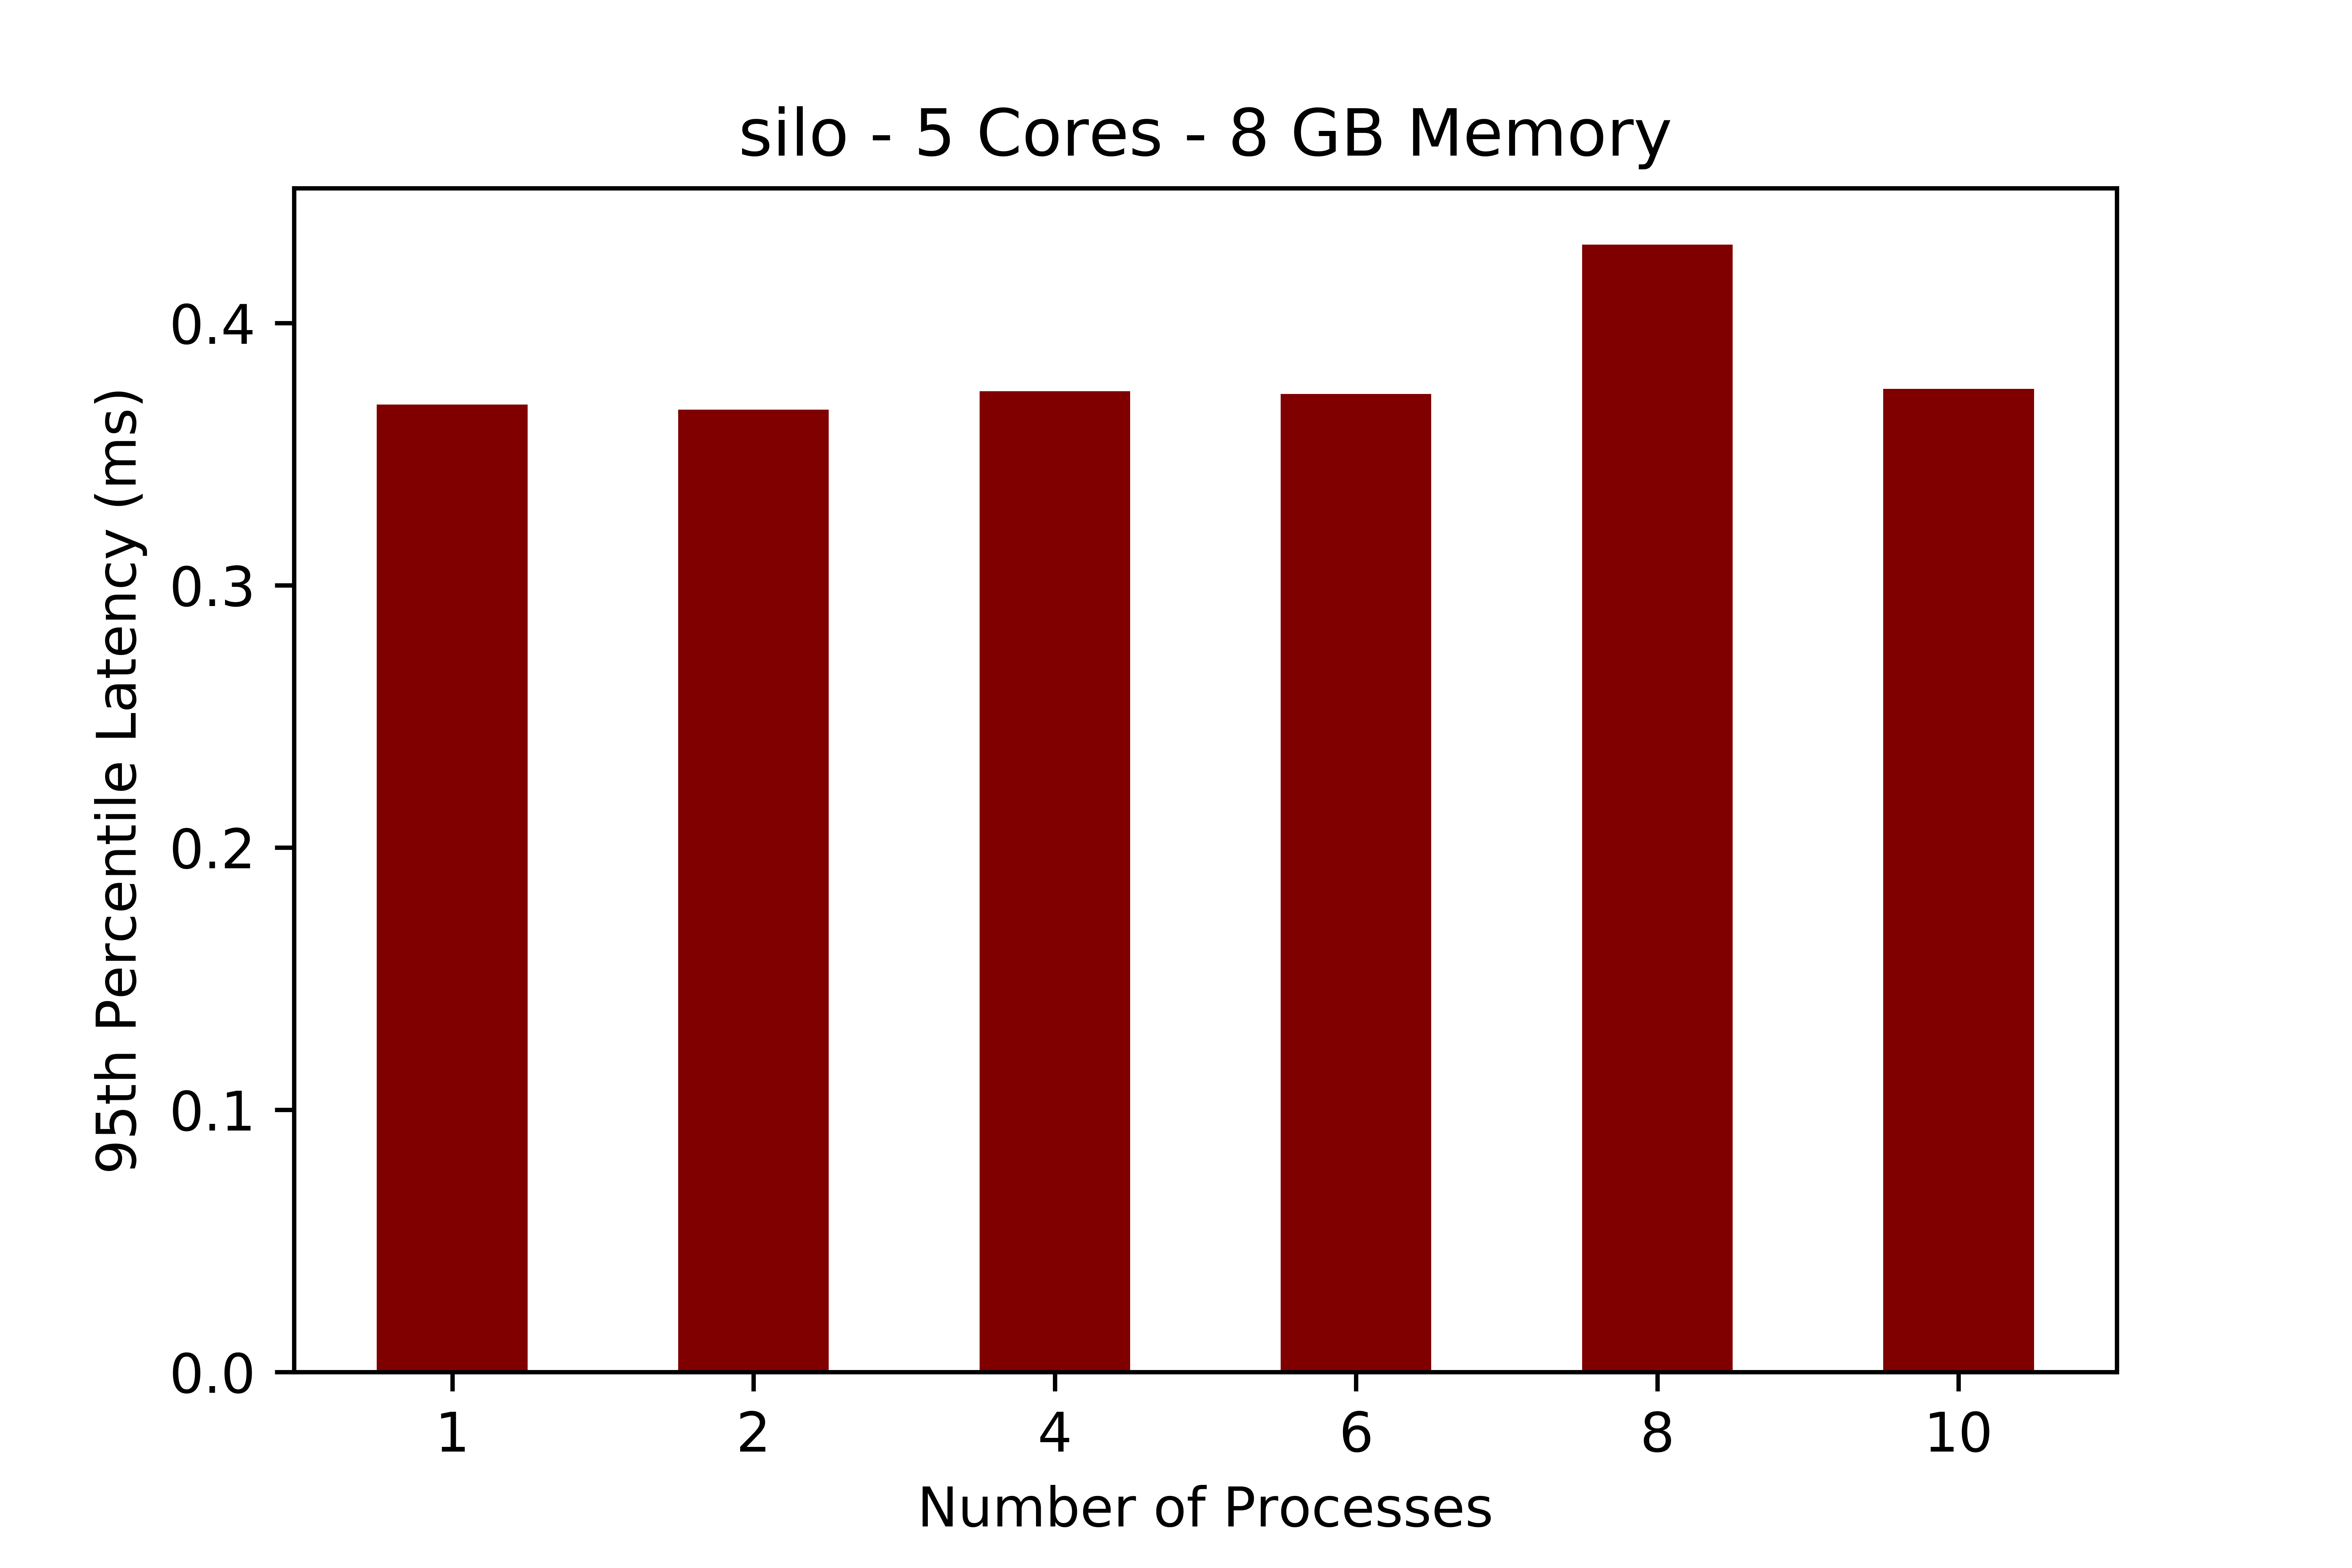 silo - 5 Cores - 8 GB Memory
95th Percentile Latency (ms)
0.4
0.3
0.2
0.1
0.0
1 2 4 6 8 10
Number of Processes